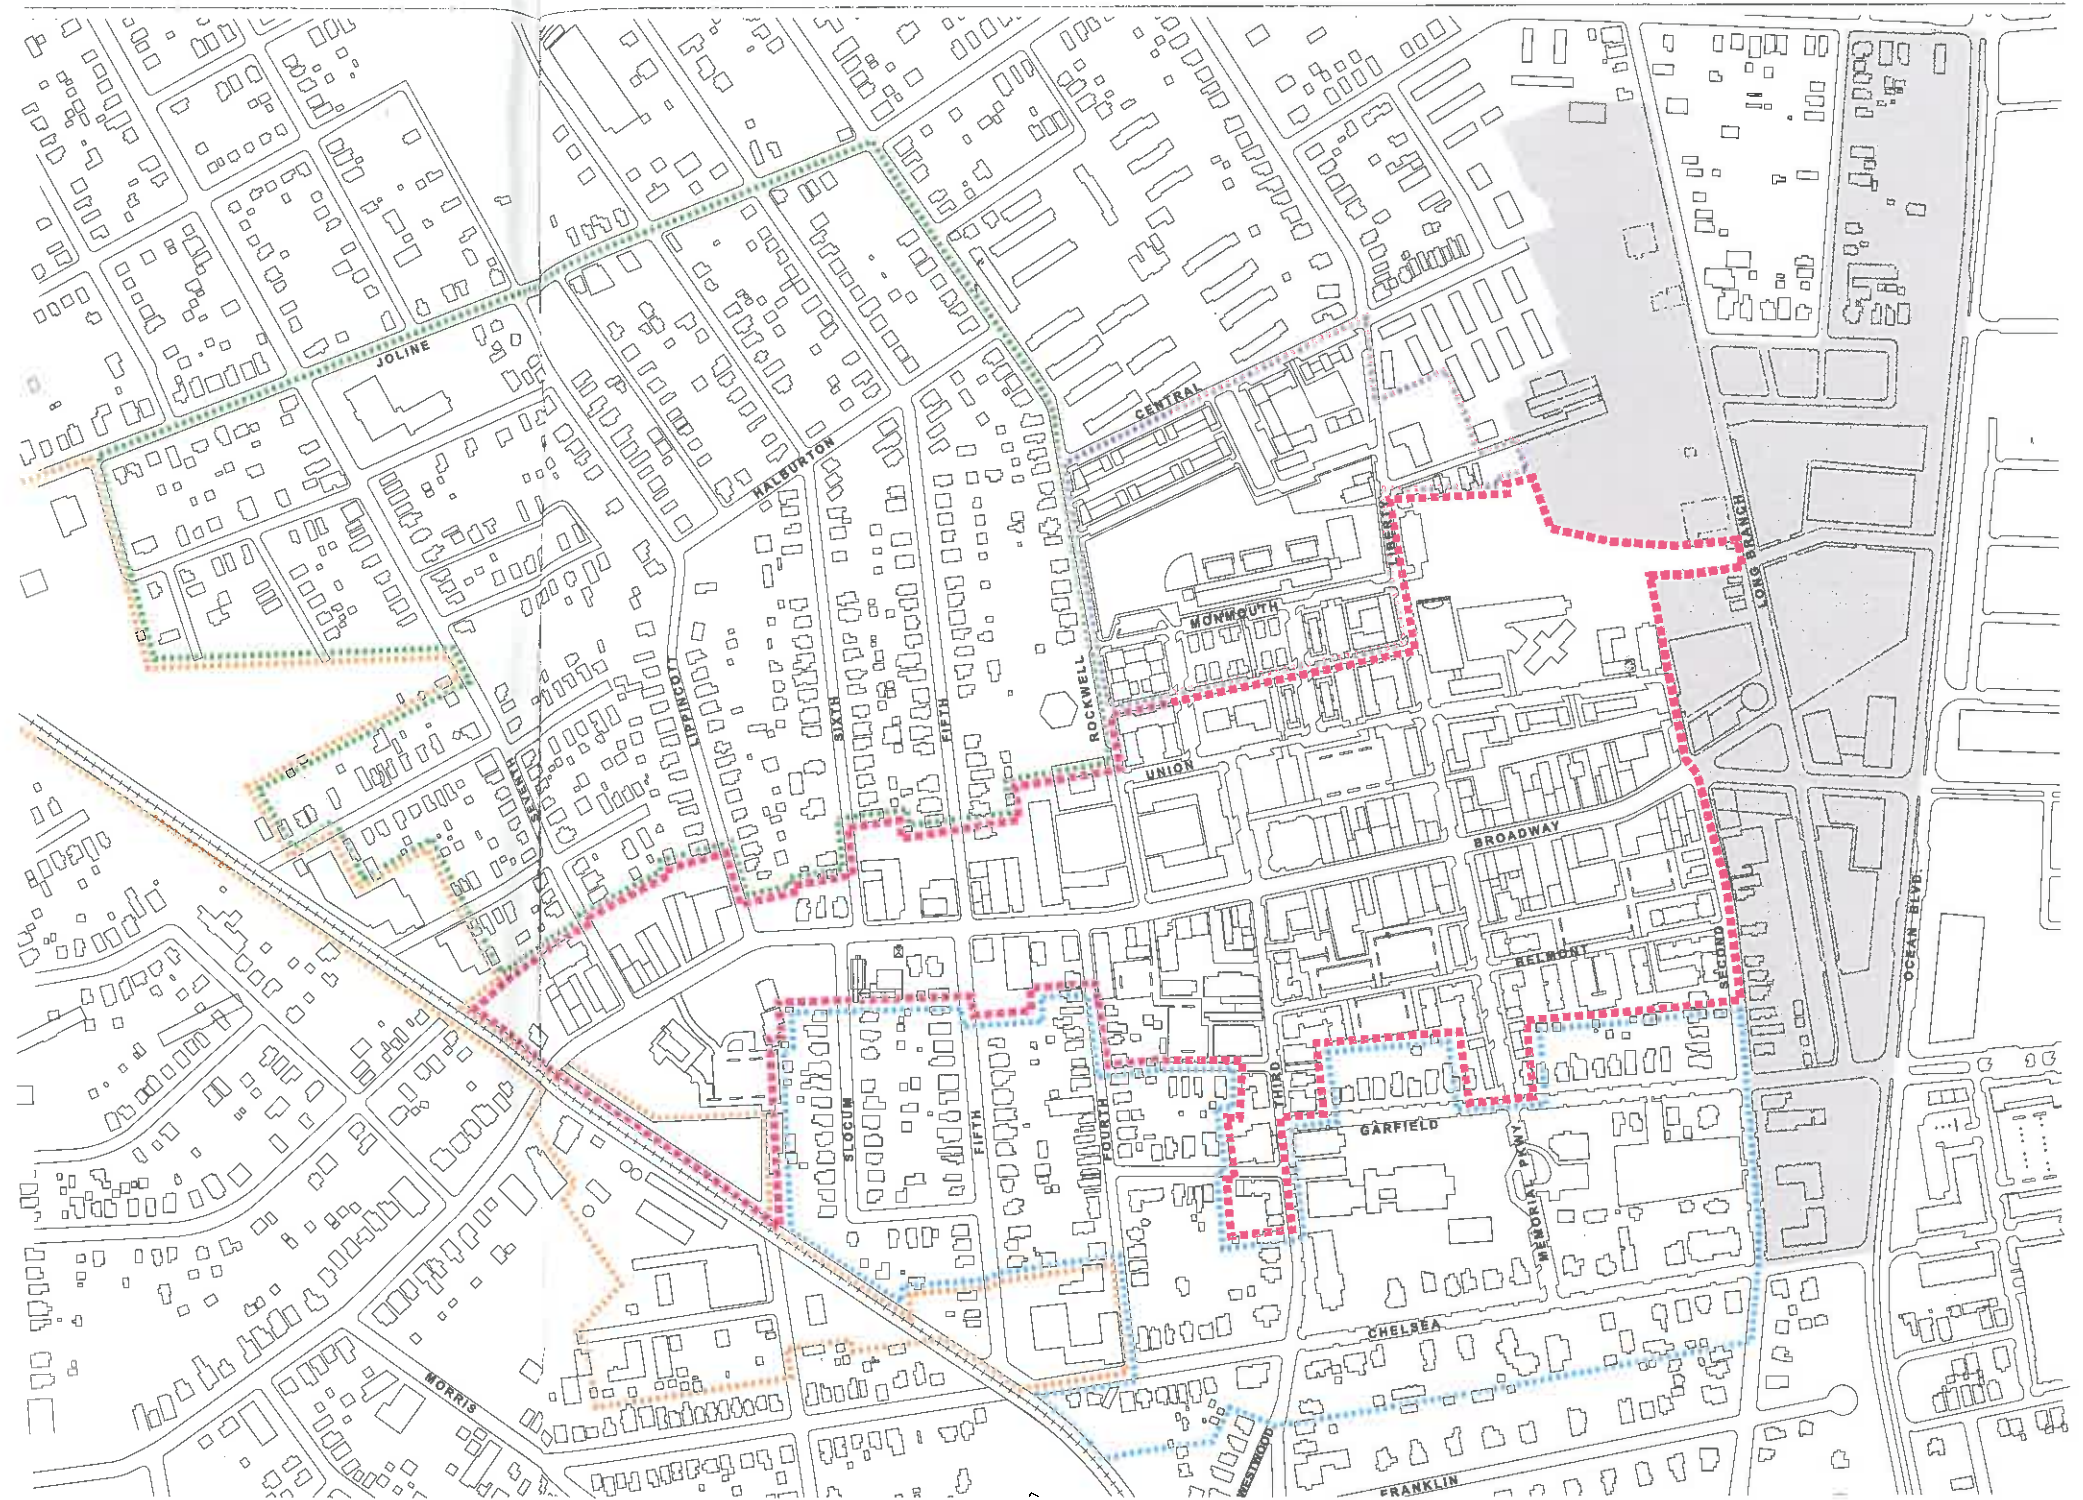 JOLINE
CENTRAL
HALBURTON
LIBERTY
LONG BRANCH
MONMOUTH
LIPPINCOTT
SIXTH
FIFTH
ROCKWELL
UNION
SEVENTH
BROADWAY
OCEAN BLVD.
BELMONT
SECOND
SLOCUM
FIFTH
FOURTH
THIRD
GARFIELD
MEMORIAL PKWY
CHELSEA
MORRIS
WESTWOOD
FRANKLIN